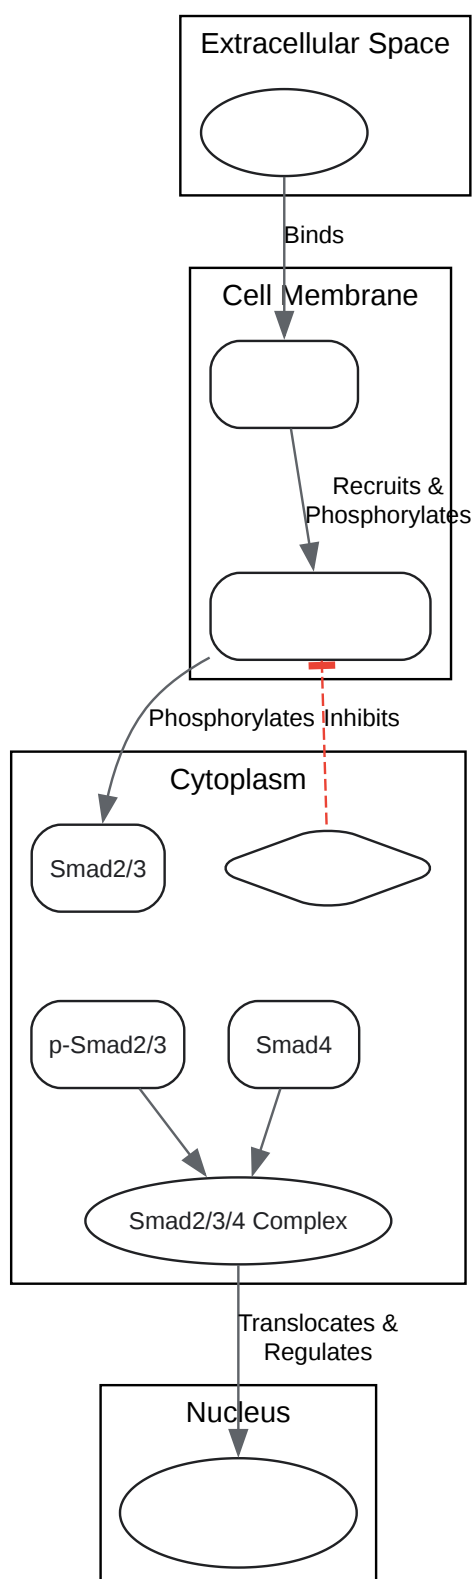 Extracellular Space
Binds
Cell Membrane
Recruits &
Phosphorylates
Phosphorylates
Inhibits
Cytoplasm
Smad2/3
p-Smad2/3
Smad4
Smad2/3/4 Complex
Translocates &
Regulates
Nucleus